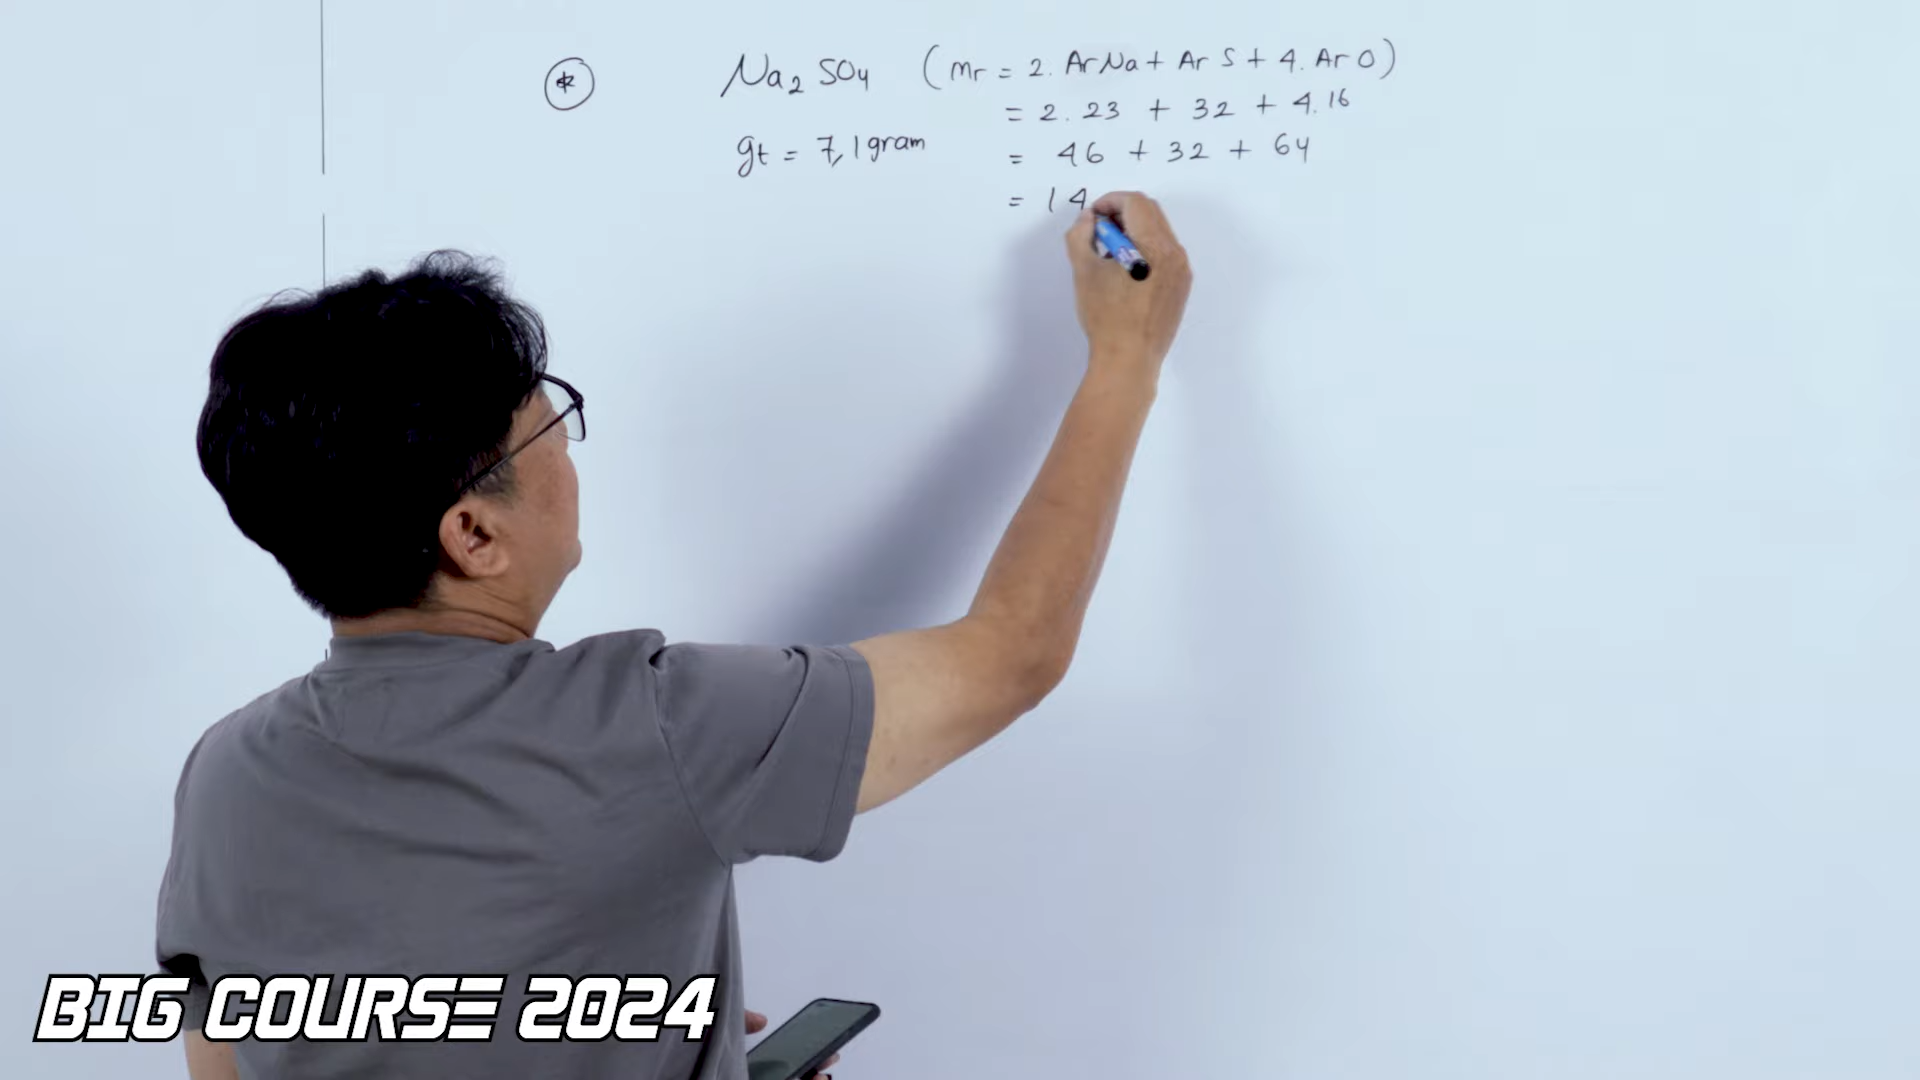 Na2 SO4 (Mr = 2. Ar Na + Ar S + 4. Ar O)
= 2. 23 + 32 + 4.16
gt = 7,1 gram = 46 + 32 + 64
= 14
BIG COURSE 2024